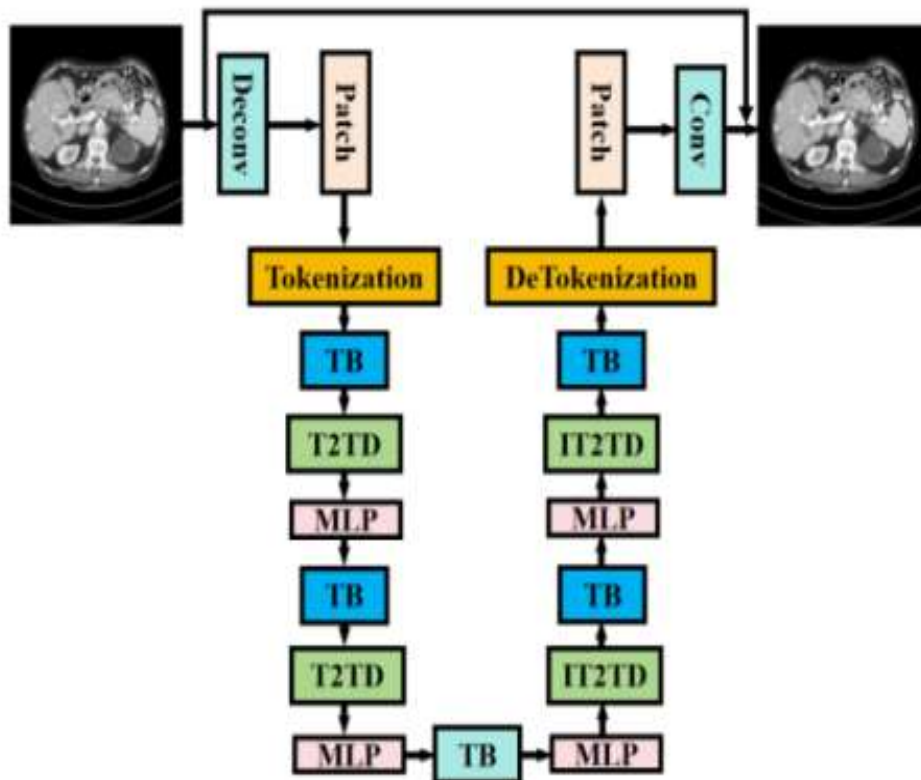 Deconv
Patch
Tokenization
TB
T2TD
MLP
TB
T2TD
MLP
TB
MLP
IT2TD
TB
MLP
IT2TD
TB
DeTokenization
Patch
Conv